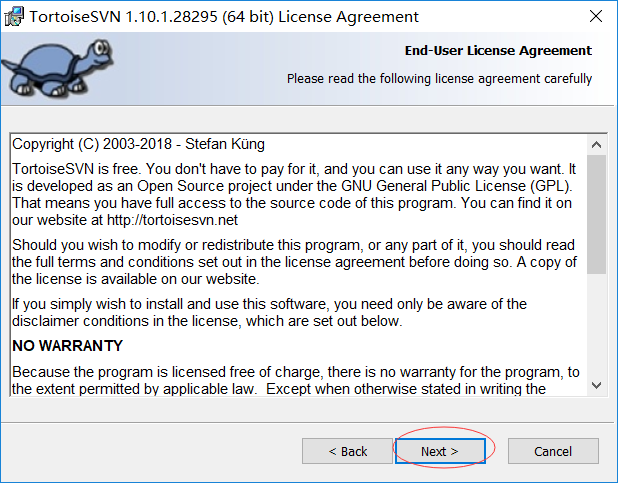 TortoiseSVN 1.10.1.28295 (64 bit) License Agreement
End-User License Agreement
Please read the following license agreement carefully
Copyright (C) 2003-2018 - Stefan Küng
TortoiseSVN is free. You don't have to pay for it, and you can use it any way you want. It
is developed as an Open Source project under the GNU General Public License (GPL).
That means you have full access to the source code of this program. You can find it on
our website at http://tortoisesvn.net
Should you wish to modify or redistribute this program, or any part of it, you should read
the full terms and conditions set out in the license agreement before doing so. A copy of
the license is available on our website.
If you simply wish to install and use this software, you need only be aware of the
disclaimer conditions in the license, which are set out below.
NO WARRANTY
Because the program is licensed free of charge, there is no warranty for the program, to
the extent permitted by applicable law.  Except when otherwise stated in writing the
< Back
Next >
Cancel